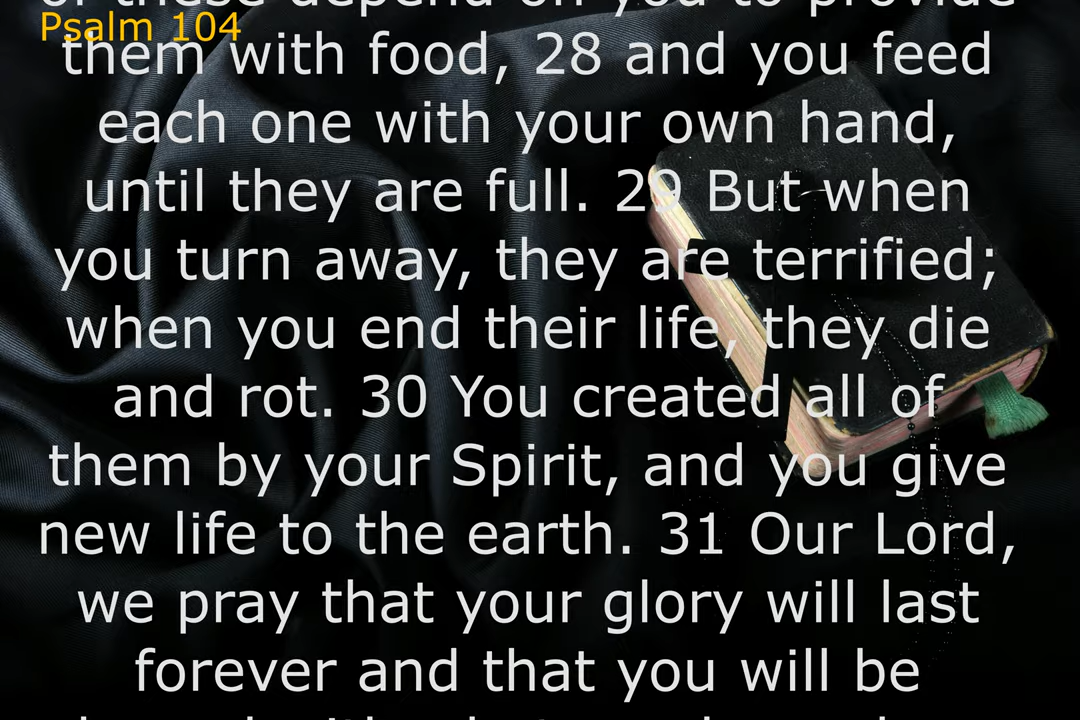 of these depend on you to provide
Psalm 104
them with food, 28 and you feed
each one with your own hand,
until they are full. 29 But when
you turn away, they are terrified;
when you end their life, they die
and rot. 30 You created all of
them by your Spirit, and you give
new life to the earth. 31 Our Lord,
we pray that your glory will last
forever and that you will be